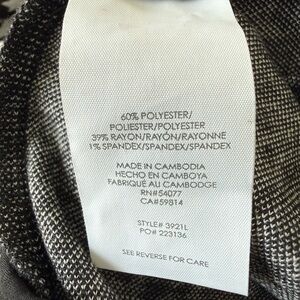 60% POLYESTER/
POLIESTER/POLYESTER
39% RAYON/RAYÓN/RAYONNE
1% SPANDEX/SPANDEX/SPANDEX
MADE IN CAMBODIA
HECHO EN CAMBOYA
FABRIQUÉ AU CAMBODGE
RN#54077
CA#59814
STYLE# 3921L
PO# 223136
SEE REVERSE FOR CARE